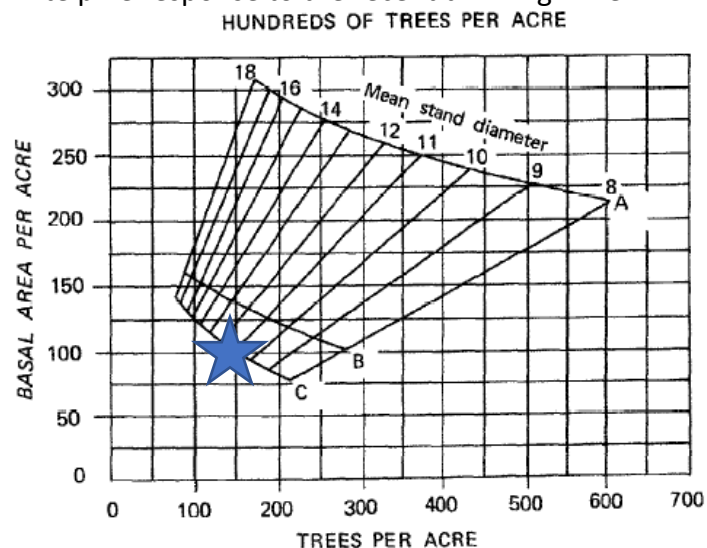 HUNDREDS OF TREES PER ACRE
Mean stand diameter
18
16
14
12
11
10
9
8
A
B
C
BASAL AREA PER ACRE
300
250
200
150
100
50
0
0 100 200 300 400 500 600 700
TREES PER ACRE